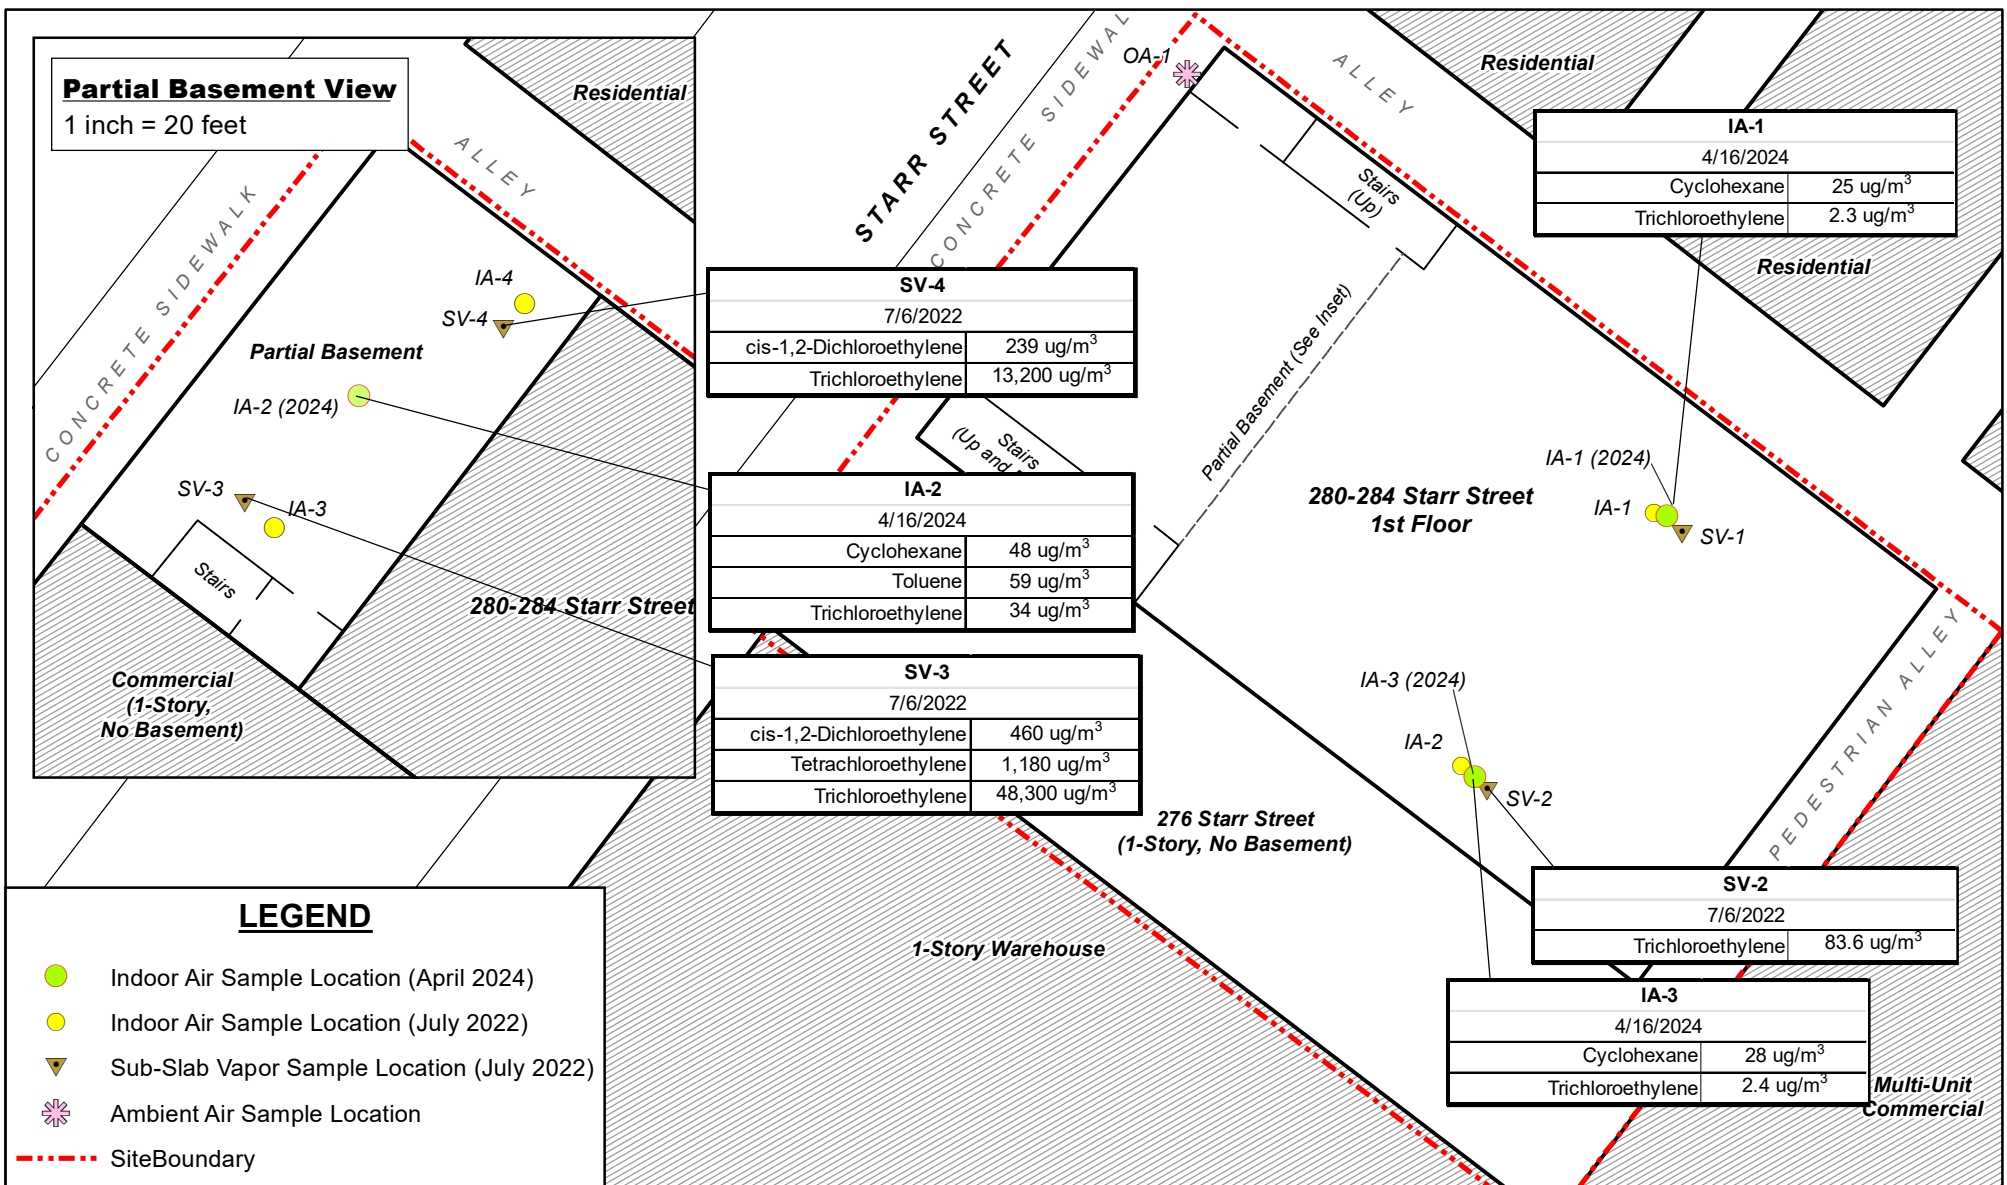 Partial Basement View
1 inch = 20 feet
Residential
ALLEY
CONCRETE SIDEWALK
IA-4
SV-4
Partial Basement
IA-2 (2024)
SV-3
IA-3
Stairs
280-284 Starr Street
Commercial
(1-Story,
No Basement)
STARR STREET
CONCRETE SIDEWAL
OA-1
ALLEY
Residential
Stairs
(Up)
IA-1
4/16/2024
Cyclohexane 25 ug/m³
Trichloroethylene 2.3 ug/m³
Residential
SV-4
7/6/2022
cis-1,2-Dichloroethylene 239 ug/m³
Trichloroethylene 13,200 ug/m³
Partial Basement (See Inset)
Stairs
(Up and
IA-2
4/16/2024
Cyclohexane 48 ug/m³
Toluene 59 ug/m³
Trichloroethylene 34 ug/m³
280-284 Starr Street
1st Floor
IA-1 (2024)
IA-1
SV-1
SV-3
7/6/2022
cis-1,2-Dichloroethylene 460 ug/m³
Tetrachloroethylene 1,180 ug/m³
Trichloroethylene 48,300 ug/m³
IA-3 (2024)
IA-2
SV-2
PEDESTRIAN ALLEY
276 Starr Street
(1-Story, No Basement)
SV-2
7/6/2022
Trichloroethylene 83.6 ug/m³
1-Story Warehouse
IA-3
4/16/2024
Cyclohexane 28 ug/m³
Trichloroethylene 2.4 ug/m³
Multi-Unit
Commercial
LEGEND
Indoor Air Sample Location (April 2024)
Indoor Air Sample Location (July 2022)
Sub-Slab Vapor Sample Location (July 2022)
Ambient Air Sample Location
SiteBoundary